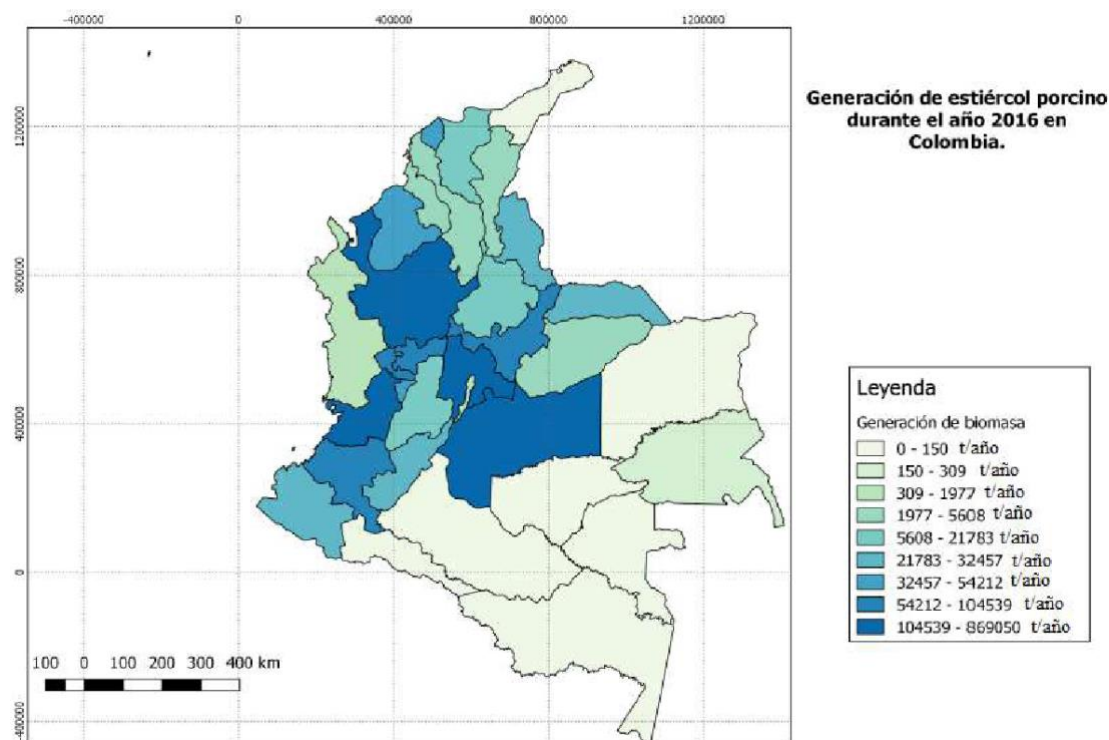 -400000 0 400000 800000 1200000
Generación de estiércol porcino
durante el año 2016 en
Colombia.
1200000
800000
400000
0
-400000
Leyenda
Generación de biomasa
0 - 150 t/año
150 - 309 t/año
309 - 1977 t/año
1977 - 5608 t/año
5608 - 21783 t/año
21783 - 32457 t/año
32457 - 54212 t/año
54212 - 104539 t/año
104539 - 869050 t/año
100 0 100 200 300 400 km